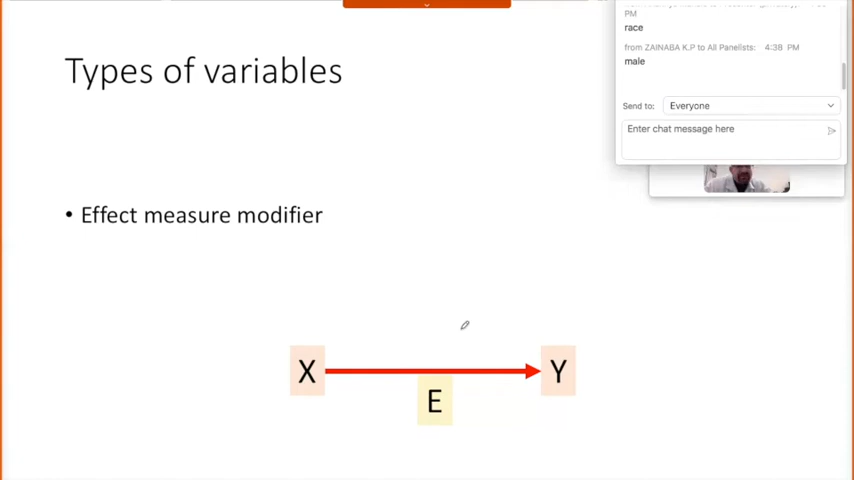 PM
race
from ZAINABA K.P to All Panelists: 4:38 PM
male
Send to: Everyone
Enter chat message here
Types of variables
• Effect measure modifier
X
Y
E